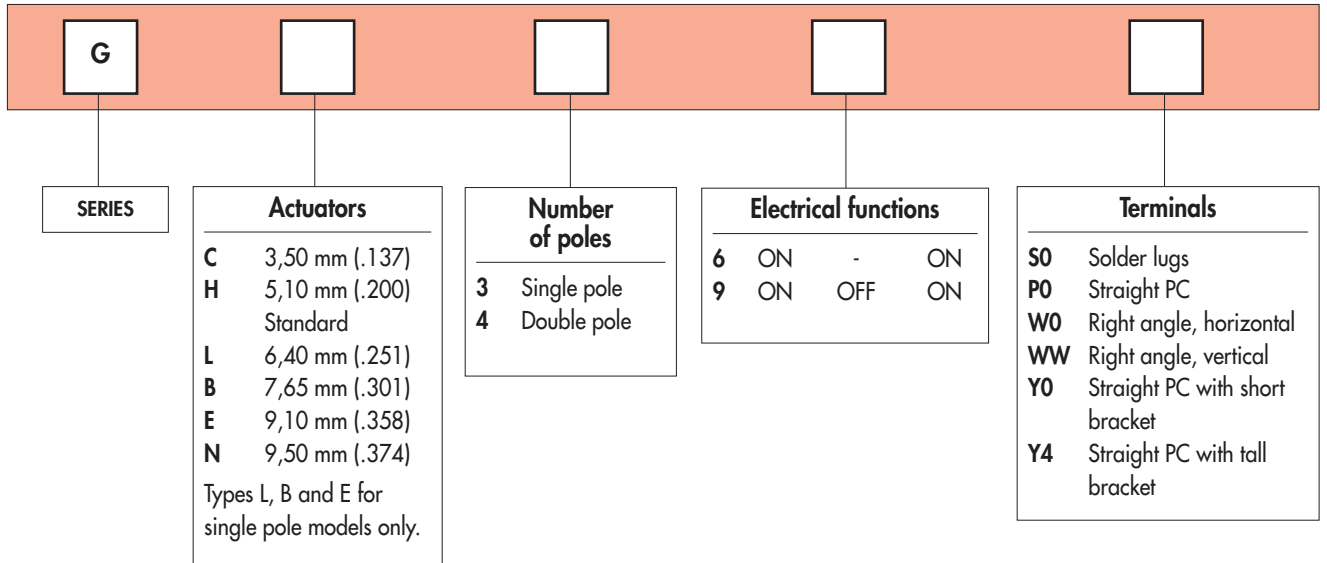 G
SERIES
Actuators
C 3,50 mm (.137)
H 5,10 mm (.200)
Standard
L 6,40 mm (.251)
B 7,65 mm (.301)
E 9,10 mm (.358)
N 9,50 mm (.374)
Types L, B and E for
single pole models only.
Number
of poles
3 Single pole
4 Double pole
Electrical functions
6 ON - ON
9 ON OFF ON
Terminals
S0 Solder lugs
P0 Straight PC
W0 Right angle, horizontal
WW Right angle, vertical
Y0 Straight PC with short
bracket
Y4 Straight PC with tall
bracket